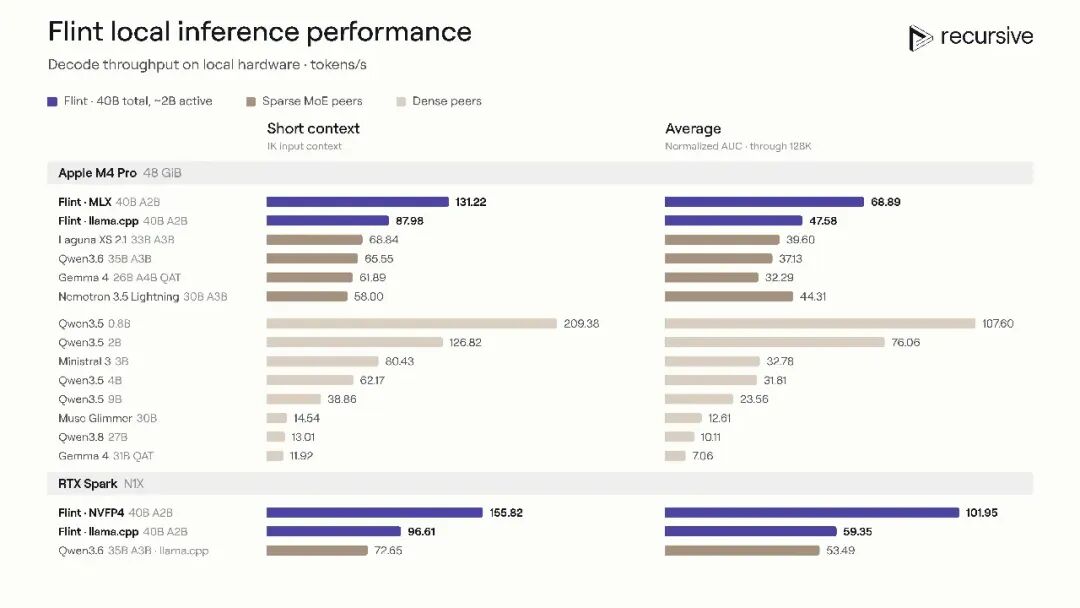 Flint local inference performance
recursive
Decode throughput on local hardware · tokens/s
Flint · 40B total, ~2B active Sparse MoE peers Dense peers
Short context Average
1K input context Normalized AUC · through 128K
Apple M4 Pro 48 GiB
Flint · MLX 40B A2B 131.22 68.89
Flint · llama.cpp 40B A2B 87.98 47.58
Laguna XS 2.1 33B A3B 68.84 39.60
Qwen3.6 35B A3B 65.55 37.13
Gemma 4 26B A4B QAT 61.89 32.29
Nemotron 3.5 Lightning 30B A3B 58.00 44.31
Qwen3.5 0.8B 209.38 107.60
Qwen3.5 2B 126.82 76.06
Ministral 3 3B 80.43 32.78
Qwen3.5 4B 62.17 31.81
Qwen3.5 9B 38.86 23.56
Muse Glimmer 30B 14.54 12.61
Qwen3.8 27B 13.01 10.11
Gemma 4 31B QAT 11.92 7.06
RTX Spark N1X
Flint · NVFP4 40B A2B 155.82 101.95
Flint · llama.cpp 40B A2B 96.61 59.35
Qwen3.6 35B A3B · llama.cpp 72.65 53.49